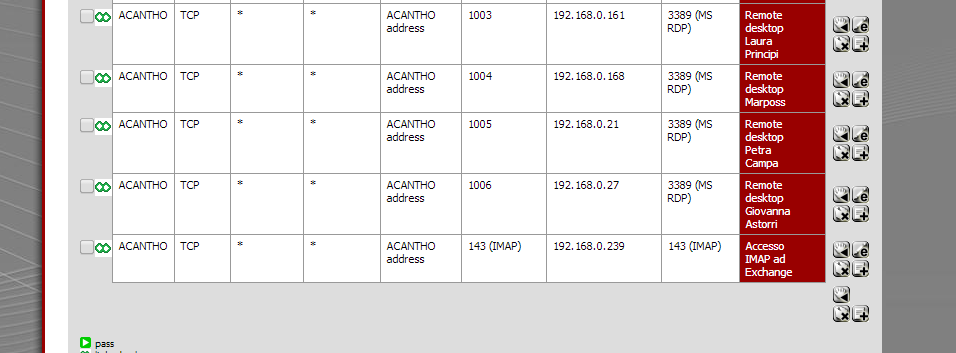 ACANTHO TCP * * ACANTHO address 1003 192.168.0.161 3389 (MS RDP) Remote desktop Laura Principi
ACANTHO TCP * * ACANTHO address 1004 192.168.0.168 3389 (MS RDP) Remote desktop Marposs
ACANTHO TCP * * ACANTHO address 1005 192.168.0.21 3389 (MS RDP) Remote desktop Petra Campa
ACANTHO TCP * * ACANTHO address 1006 192.168.0.27 3389 (MS RDP) Remote desktop Giovanna Astorri
ACANTHO TCP * * ACANTHO address 143 (IMAP) 192.168.0.239 143 (IMAP) Accesso IMAP ad Exchange
pass